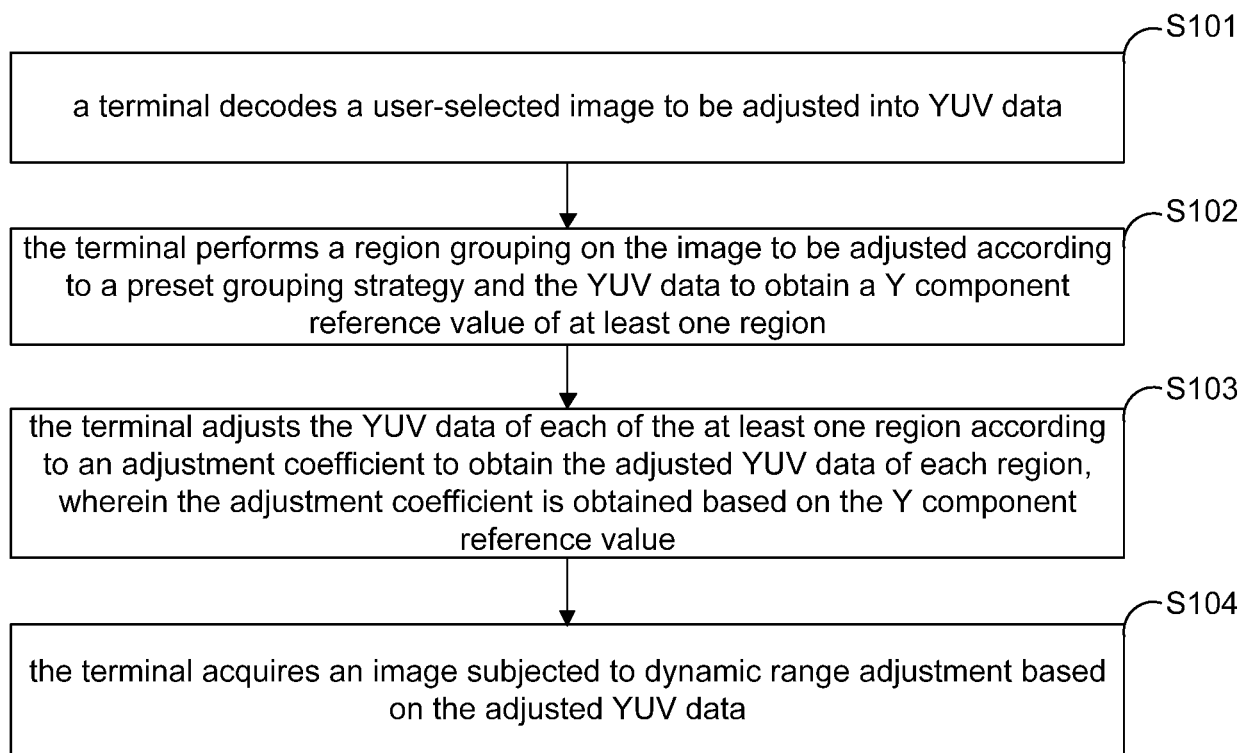 S101
a terminal decodes a user-selected image to be adjusted into YUV data
S102
the terminal performs a region grouping on the image to be adjusted according
to a preset grouping strategy and the YUV data to obtain a Y component
reference value of at least one region
S103
the terminal adjusts the YUV data of each of the at least one region according
to an adjustment coefficient to obtain the adjusted YUV data of each region,
wherein the adjustment coefficient is obtained based on the Y component
reference value
S104
the terminal acquires an image subjected to dynamic range adjustment based
on the adjusted YUV data